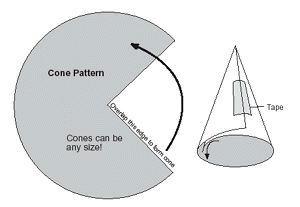 Cone Pattern
Overlap this edge to form cone
Cones can be
any size!
Tape